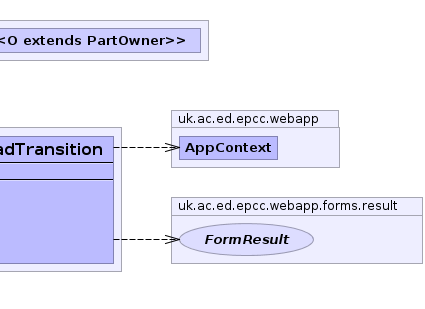 <O extends PartOwner>>
uk.ac.ed.epcc.webapp
adTransition
AppContext
uk.ac.ed.epcc.webapp.forms.result
FormResult